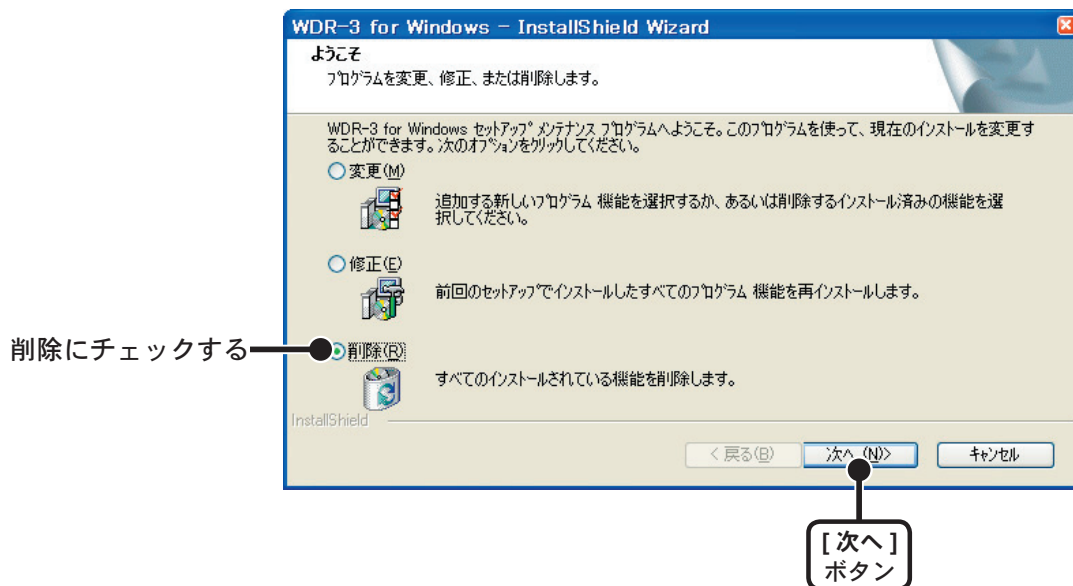 WDR-3 for Windows - InstallShield Wizard
ようこそ
プログラムを変更、修正、または削除します。
WDR-3 for Windows セットアップ メンテナンス プログラムへようこそ。このプログラムを使って、現在のインストールを変更す
ることができます。次のオプションをクリックしてください。
変更(M)
追加する新しいプログラム 機能を選択するか、あるいは削除するインストール済みの機能を選
択してください。
修正(E)
前回のセットアップでインストールしたすべてのプログラム 機能を再インストールします。
削除にチェックする
削除(R)
すべてのインストールされている機能を削除します。
InstallShield
< 戻る(B)
次へ (N)>
キャンセル
[次へ]
ボタン